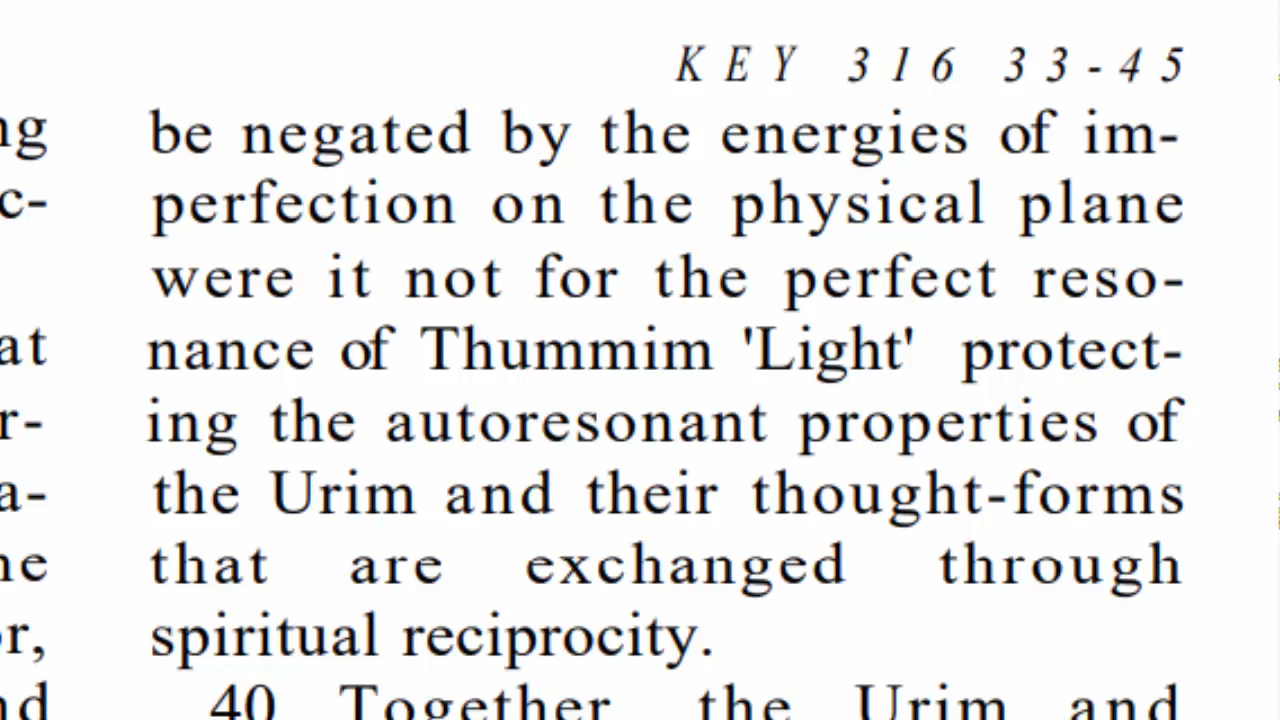 KEY 316 33-45
be negated by the energies of im-
perfection on the physical plane
were it not for the perfect reso-
nance of Thummim 'Light' protect-
ing the autoresonant properties of
the Urim and their thought-forms
that are exchanged through
spiritual reciprocity.
40 Together the Urim and